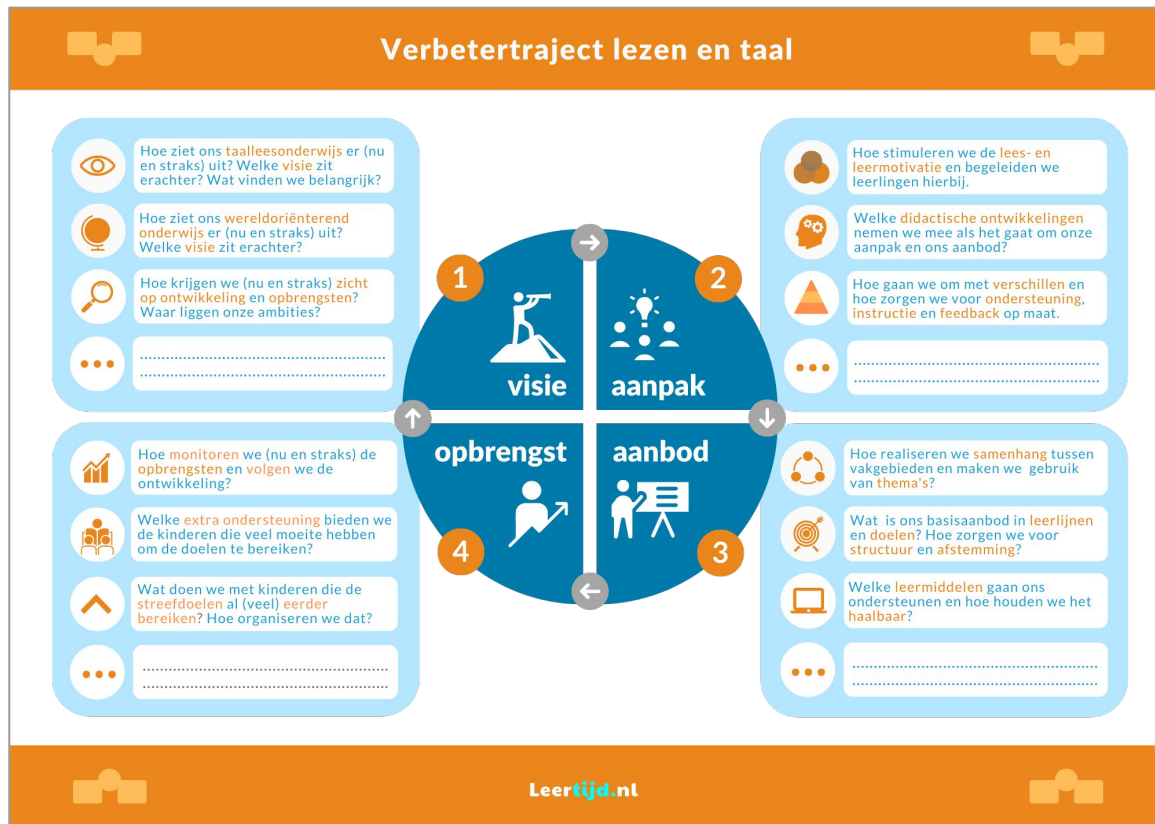 Verbetertraject lezen en taal
Hoe ziet ons taalleesonderwijs er (nu
en straks) uit? Welke visie zit
erachter? Wat vinden we belangrijk?
Hoe ziet ons wereldoriënterend
onderwijs er (nu en straks) uit?
Welke visie zit erachter?
Hoe krijgen we (nu en straks) zicht
op ontwikkeling en opbrengsten?
Waar liggen onze ambities?
1
visie
2
aanpak
Hoe stimuleren we de lees- en
leermotivatie en begeleiden we
leerlingen hierbij.
Welke didactische ontwikkelingen
nemen we mee als het gaat om onze
aanpak en ons aanbod?
Hoe gaan we om met verschillen en
hoe zorgen we voor ondersteuning,
instructie en feedback op maat.
Hoe monitoren we (nu en straks) de
opbrengsten en volgen we de
ontwikkeling?
Welke extra ondersteuning bieden we
de kinderen die veel moeite hebben
om de doelen te bereiken?
Wat doen we met kinderen die de
streefdoelen al (veel) eerder
bereiken? Hoe organiseren we dat?
opbrengst
4
aanbod
3
Hoe realiseren we samenhang tussen
vakgebieden en maken we gebruik
van thema's?
Wat is ons basisaanbod in leerlijnen
en doelen? Hoe zorgen we voor
structuur en afstemming?
Welke leermiddelen gaan ons
ondersteunen en hoe houden we het
haalbaar?
Leertijd.nl